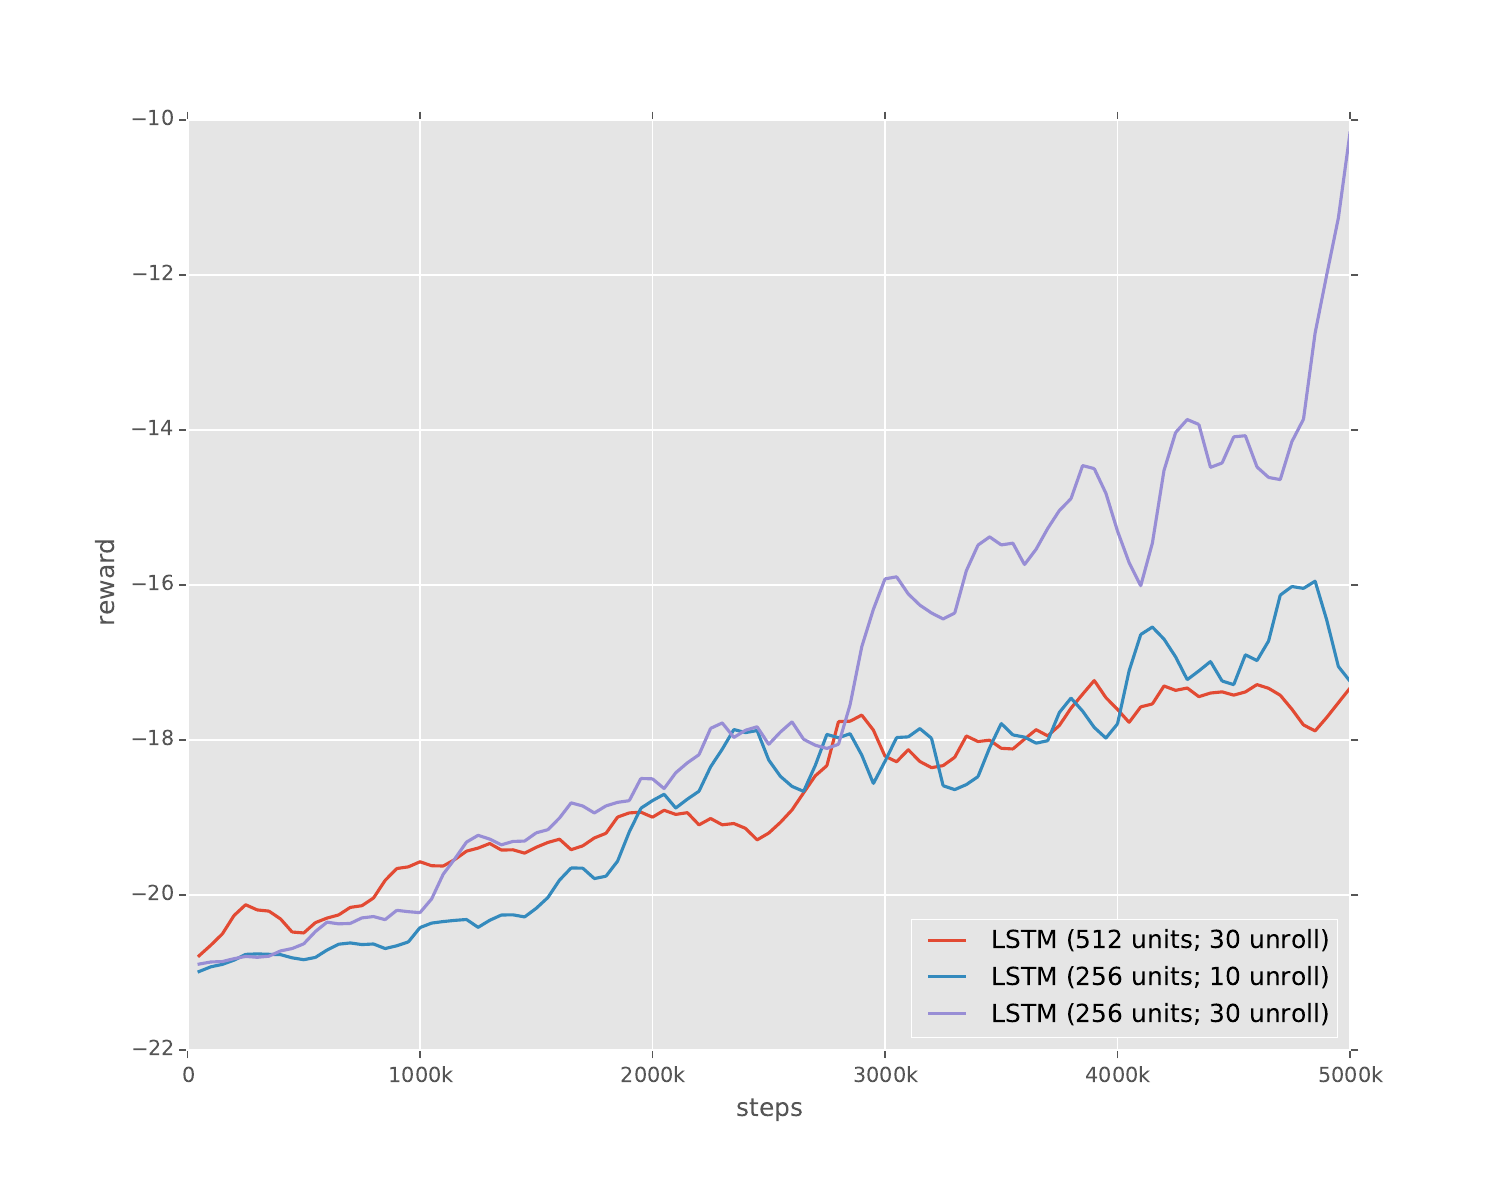 −10
−12
−14
−16
−18
−20
−22
reward
0 1000k 2000k 3000k 4000k 5000k
steps
LSTM (512 units; 30 unroll)
LSTM (256 units; 10 unroll)
LSTM (256 units; 30 unroll)